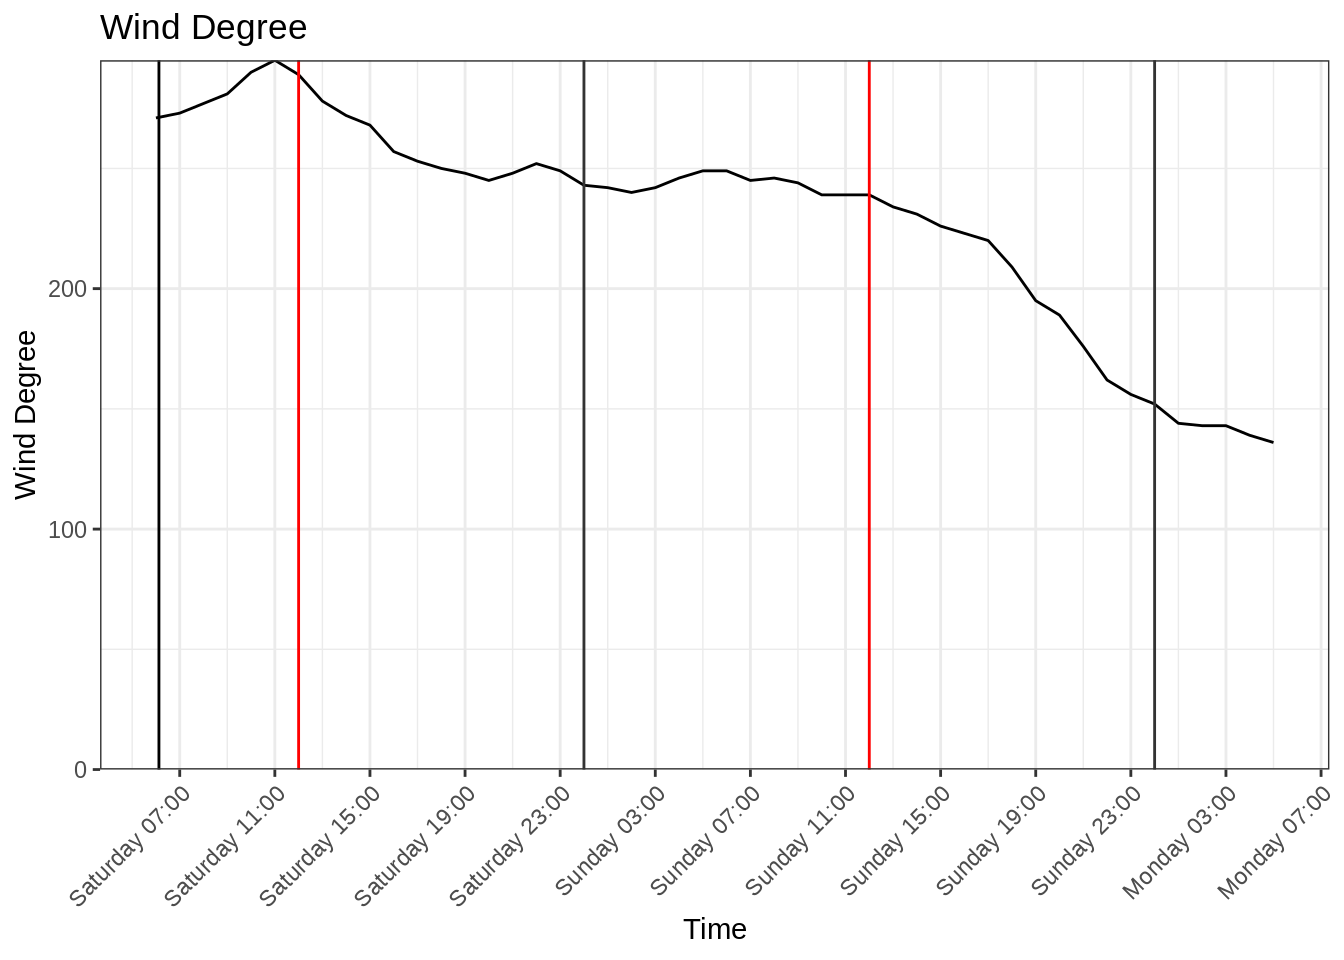 Wind Degree
Wind Degree
200
100
0
Saturday 07:00
Saturday 11:00
Saturday 15:00
Saturday 19:00
Saturday 23:00
Sunday 03:00
Sunday 07:00
Sunday 11:00
Sunday 15:00
Sunday 19:00
Sunday 23:00
Monday 03:00
Monday 07:00
Time